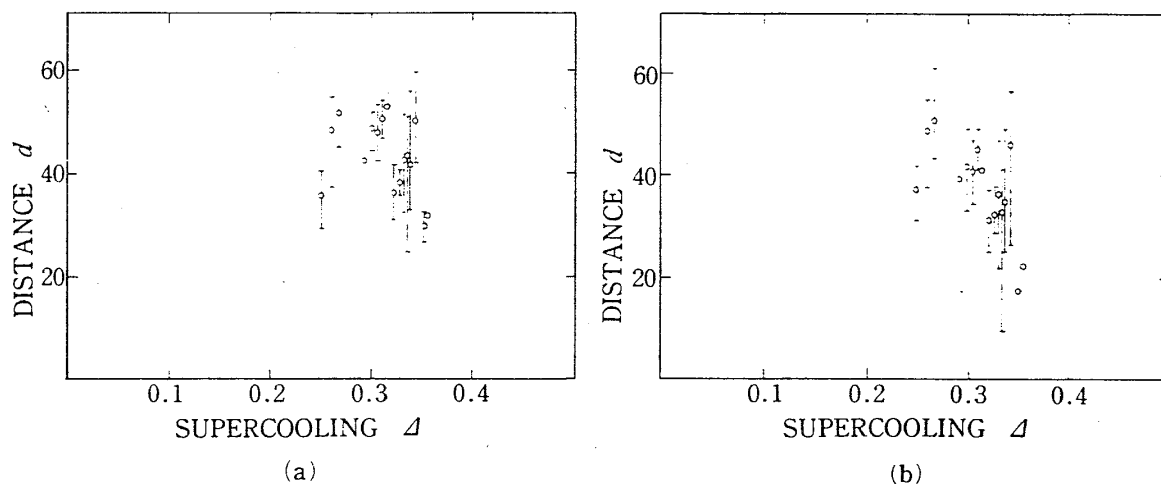 60
40
20
DISTANCE d
0.1 0.2 0.3 0.4
SUPERCOOLING Δ
(a)
60
40
20
DISTANCE d
0.1 0.2 0.3 0.4
SUPERCOOLING Δ
(b)